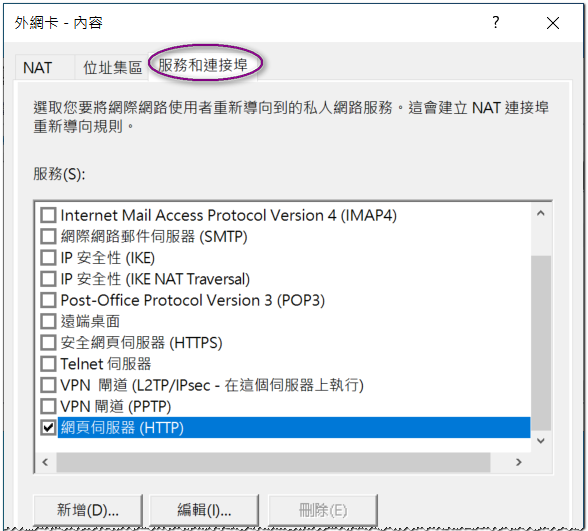 外網卡 - 內容
?
NAT 位址集區 服務和連接埠
選取您要將網際網路使用者重新導向到的私人網路服務。這會建立 NAT 連接埠
重新導向規則。
服務(S):
Internet Mail Access Protocol Version 4 (IMAP4)
網際網路郵件伺服器 (SMTP)
IP 安全性 (IKE)
IP 安全性 (IKE NAT Traversal)
Post-Office Protocol Version 3 (POP3)
遠端桌面
安全網頁伺服器 (HTTPS)
Telnet 伺服器
VPN  閘道 (L2TP/IPsec - 在這個伺服器上執行)
VPN 閘道 (PPTP)
網頁伺服器 (HTTP)
新增(D)... 編輯(I)... 刪除(E)